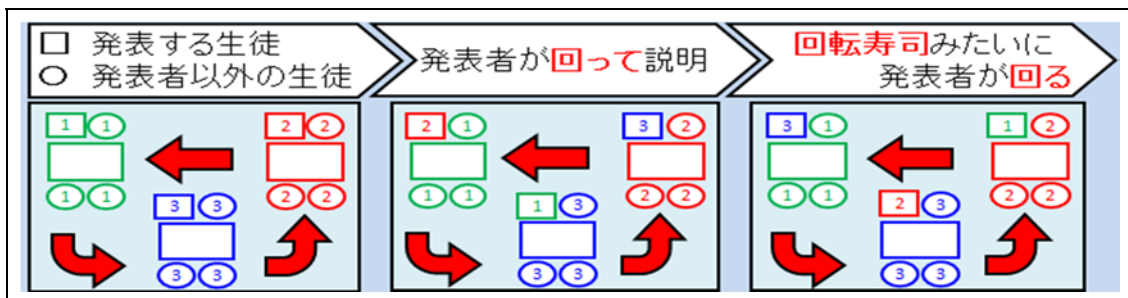 □ 発表する生徒
○ 発表者以外の生徒
発表者が回って説明
回転寿司みたいに
発表者が回る
1 1 2 2
1 1 3 3 2 2
3 3
2 1 3 2
1 1 1 3 2 2
3 3
3 1 1 2
1 1 2 3 2 2
3 3